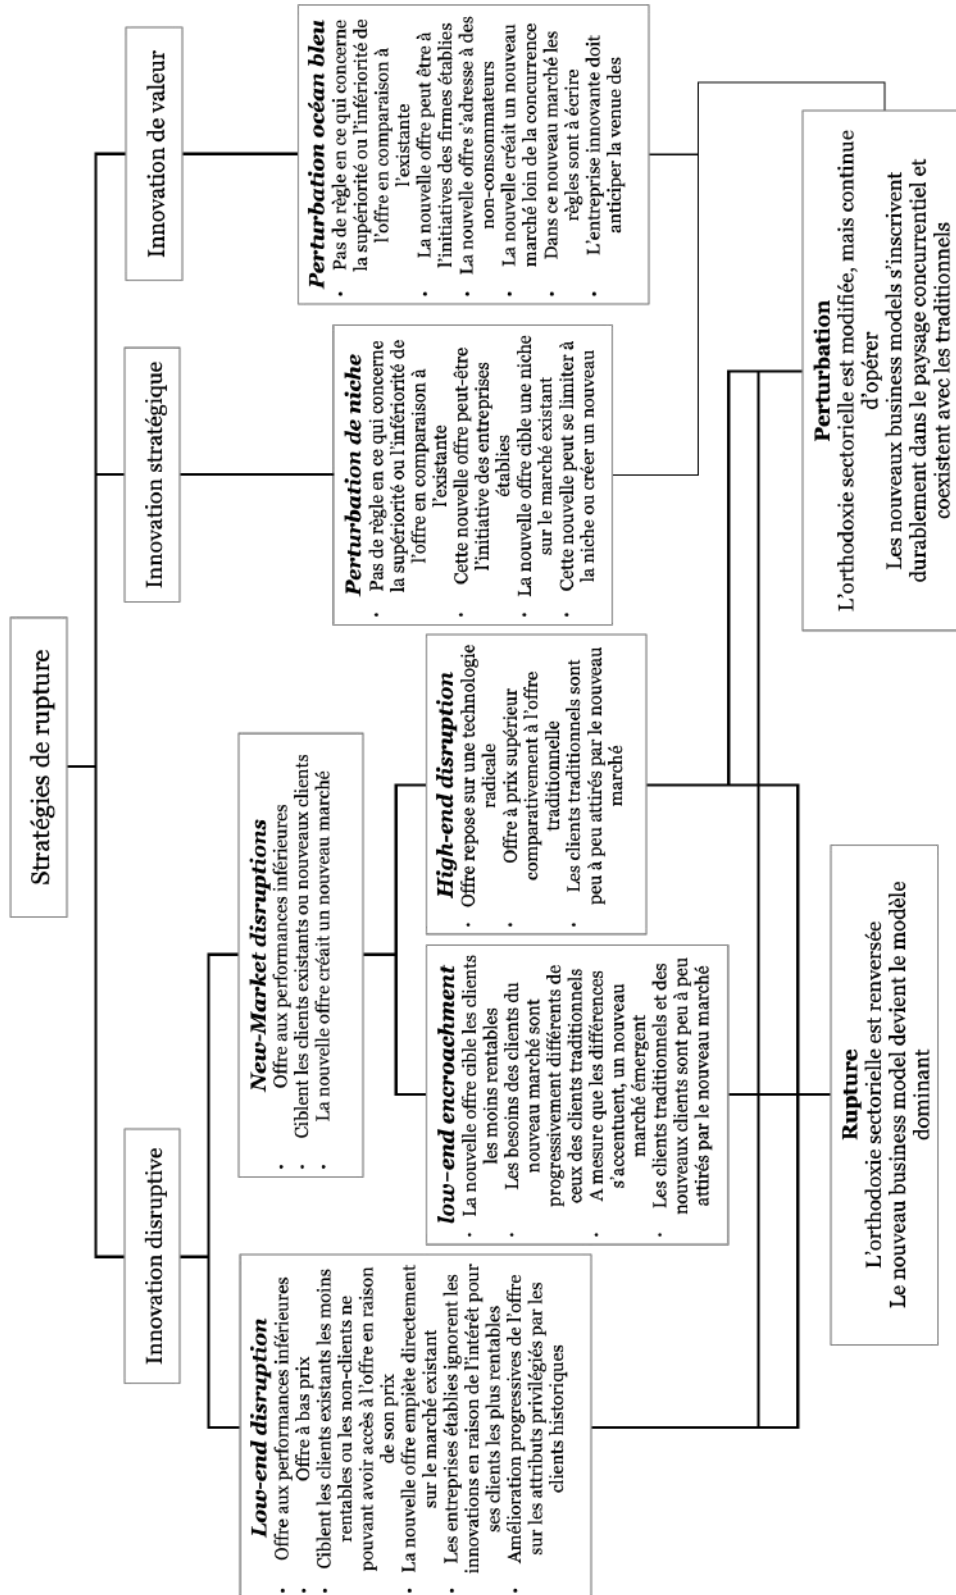 Stratégies de rupture
Innovation disruptive
Innovation stratégique
Innovation de valeur
Low-end disruption
• Offre aux performances inférieures
• Offre à bas prix
• Ciblent les clients existants les moins
rentables ou les non-clients ne
pouvant avoir accès à l'offre en raison
de son prix
• La nouvelle offre empiète directement
sur le marché existant
• Les entreprises établies ignorent les
innovations en raison de l'intérêt pour
ses clients les plus rentables
• Amélioration progressives de l'offre
sur les attributs privilégiés par les
clients historiques
New-Market disruptions
• Offre aux performances inférieures
• Ciblent les clients existants ou nouveaux clients
• La nouvelle offre créait un nouveau marché
low-end encroachment
• La nouvelle offre cible les clients
les moins rentables
• Les besoins des clients du
nouveau marché sont
progressivement différents de
ceux des clients traditionnels
• A mesure que les différences
s'accentuent, un nouveau
marché émergent
• Les clients traditionnels et des
nouveaux clients sont peu à peu
attirés par le nouveau marché
High-end disruption
• Offre repose sur une technologie
radicale
• Offre à prix supérieur
comparativement à l'offre
traditionnelle
• Les clients traditionnels sont
peu à peu attirés par le nouveau
marché
Perturbation de niche
• Pas de règle en ce qui concerne
la supériorité ou l'infériorité de
l'offre en comparaison à
l'existante
• Cette nouvelle offre peut-être à
l'initiative des entreprises
établies
• La nouvelle offre cible une niche
sur le marché existant
• Cette nouvelle peut se limiter à
la niche ou créer un nouveau
Perturbation océan bleu
• Pas de règle en ce qui concerne
la supériorité ou l'infériorité de
l'offre en comparaison à
l'existante
• La nouvelle offre peut être à
l'initiatives des firmes établies
• La nouvelle offre s'adresse à des
non-consommateurs
• La nouvelle créait un nouveau
marché loin de la concurrence
• Dans ce nouveau marché les
règles sont à écrire
• L'entreprise innovante doit
anticiper la venue des
Rupture
L'orthodoxie sectorielle est renversée
Le nouveau business model devient le modèle
dominant
Perturbation
L'orthodoxie sectorielle est modifiée, mais continue
d'opérer
Les nouveaux business models s'inscrivent
durablement dans le paysage concurrentiel et
coexistent avec les traditionnels